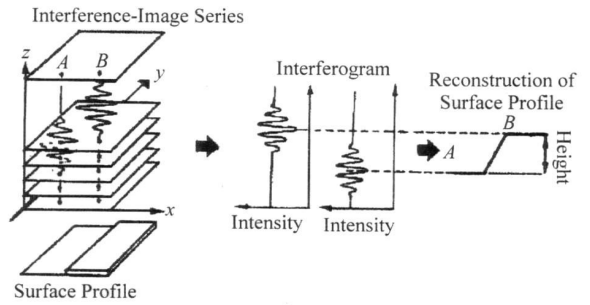 Interference-Image Series
z
A
B
y
x
Surface Profile
Interferogram
Intensity
Intensity
Reconstruction of
Surface Profile
B
A
Height